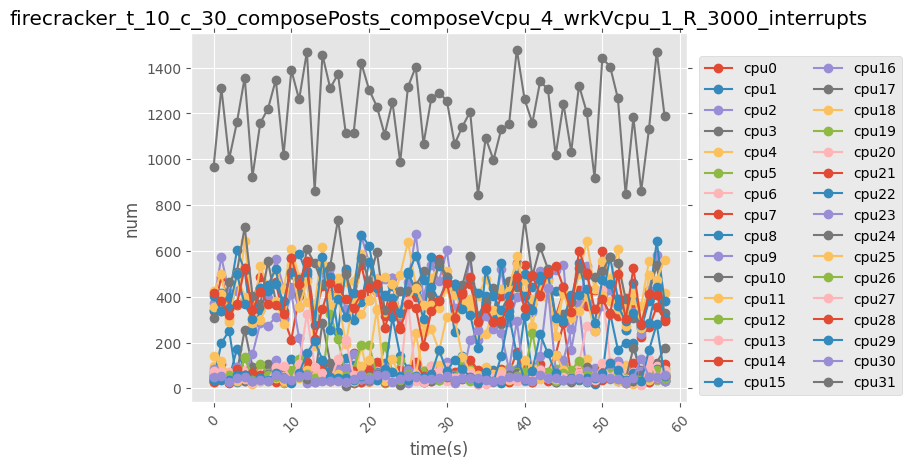 firecracker_t_10_c_30_composePosts_composeVcpu_4_wrkVcpu_1_R_3000_interrupts
1400
1200
1000
800
600
400
200
0
num
0 10 20 30 40 50 60
time(s)
cpu0 cpu16
cpu1 cpu17
cpu2 cpu18
cpu3 cpu19
cpu4 cpu20
cpu5 cpu21
cpu6 cpu22
cpu7 cpu23
cpu8 cpu24
cpu9 cpu25
cpu10 cpu26
cpu11 cpu27
cpu12 cpu28
cpu13 cpu29
cpu14 cpu30
cpu15 cpu31